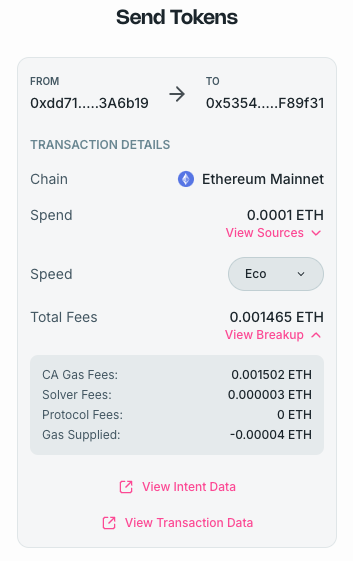 Send Tokens
FROM
0xdd71.....3A6b19
TO
0x5354.....F89f31
TRANSACTION DETAILS
Chain
Ethereum Mainnet
Spend
0.0001 ETH
View Sources
Speed
Eco
Total Fees
0.001465 ETH
View Breakup
CA Gas Fees: 0.001502 ETH
Solver Fees: 0.000003 ETH
Protocol Fees: 0 ETH
Gas Supplied: -0.00004 ETH
View Intent Data
View Transaction Data